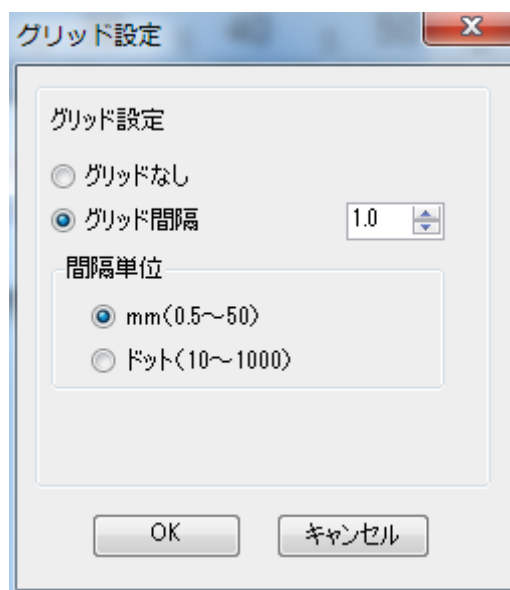 グリッド設定
40
50
グリッド設定
グリッドなし
グリッド間隔 1.0
間隔単位
mm(0.5～50)
ドット(10～1000)
OK キャンセル